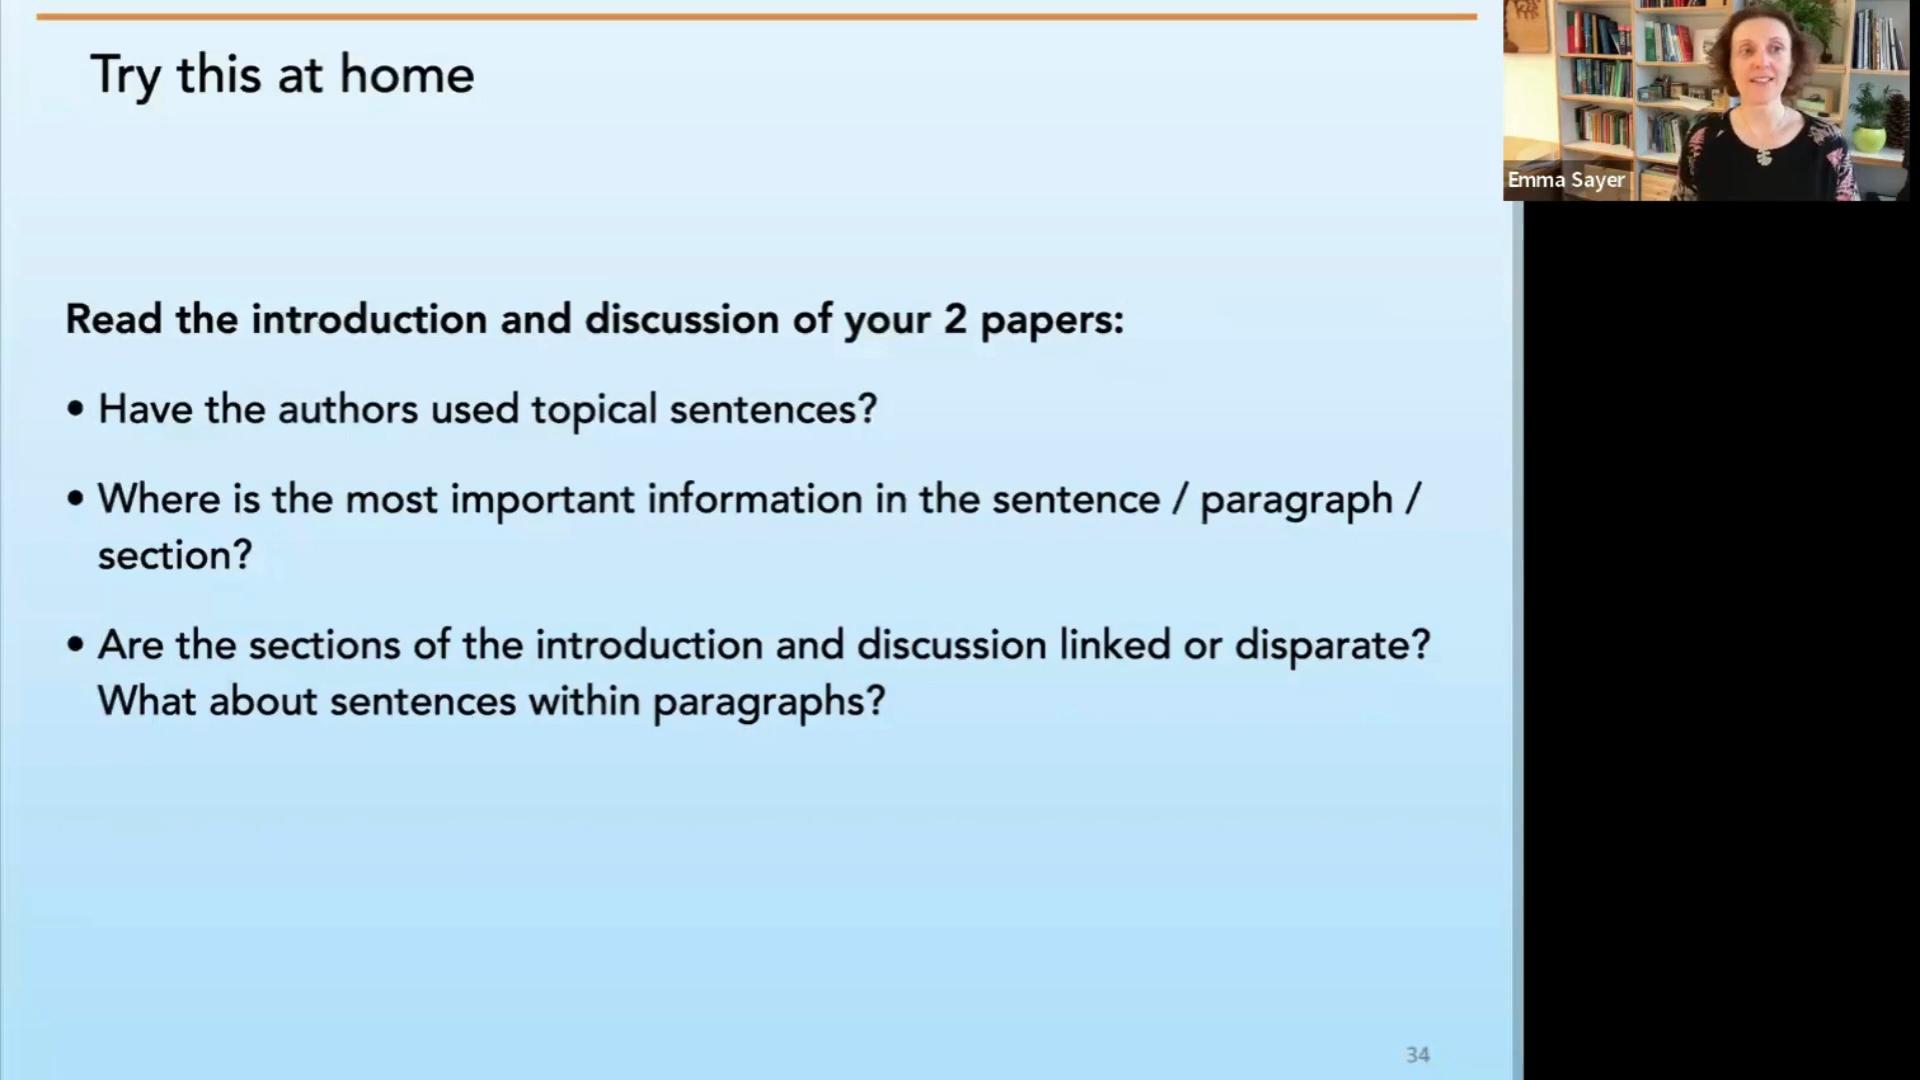 Try this at home
Emma Sayer
Read the introduction and discussion of your 2 papers:
• Have the authors used topical sentences?
• Where is the most important information in the sentence / paragraph /
section?
• Are the sections of the introduction and discussion linked or disparate?
What about sentences within paragraphs?
34